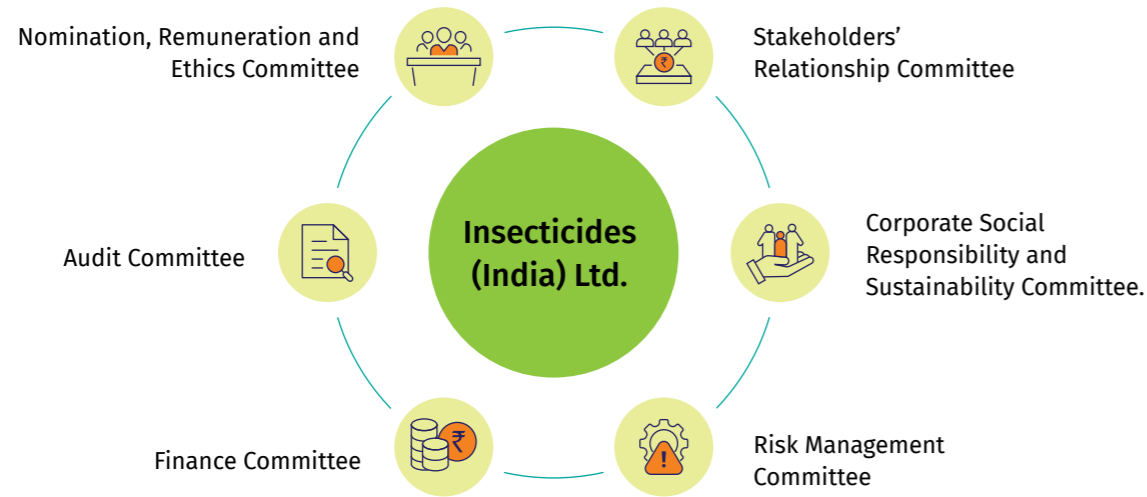 Nomination, Remuneration and
Ethics Committee
Stakeholders’
Relationship Committee
Audit Committee
Insecticides
(India) Ltd.
Corporate Social
Responsibility and
Sustainability Committee.
Finance Committee
Risk Management
Committee